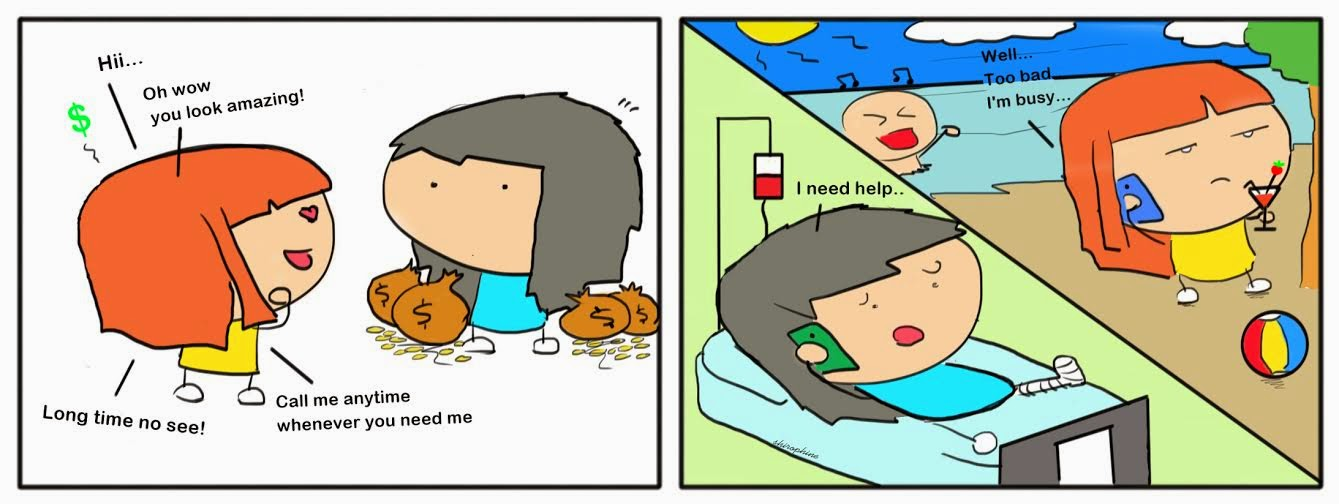 Hii...
Oh wow
you look amazing!
$
$
$
$
$
Long time no see!
Call me anytime
whenever you need me
Well...
Too bad
I'm busy...
I need help..
shirophine